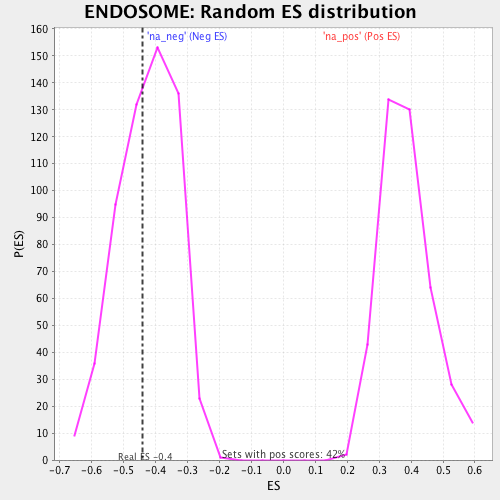 ENDOSOME: Random ES distribution
'na_neg' (Neg ES)
'na_pos' (Pos ES)
160
150
140
130
120
110
100
90
80
70
60
50
40
30
20
10
0
P(ES)
Real ES -0.4
Sets with pos scores: 42%
-0.7 -0.6 -0.5 -0.4 -0.3 -0.2 -0.1 0.0 0.1 0.2 0.3 0.4 0.5 0.6
ES